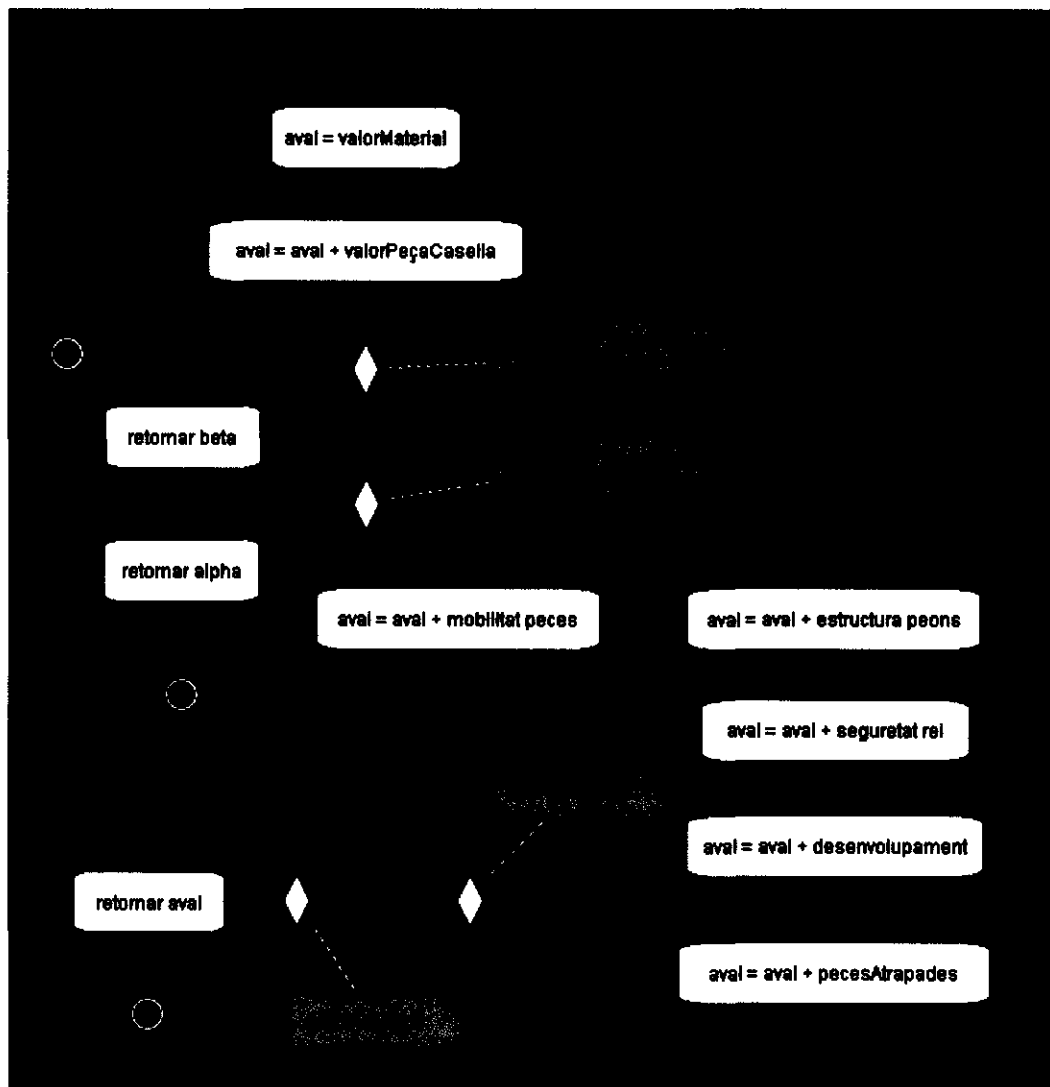 aval = valorMaterial
aval = aval + valorPeçaCasella
retornar beta
retornar alpha
aval = aval + mobilitat peces
aval = aval + estructura peons
aval = aval + seguretat rei
aval = aval + desenvolupament
retornar aval
aval = aval + pecesAtrapades